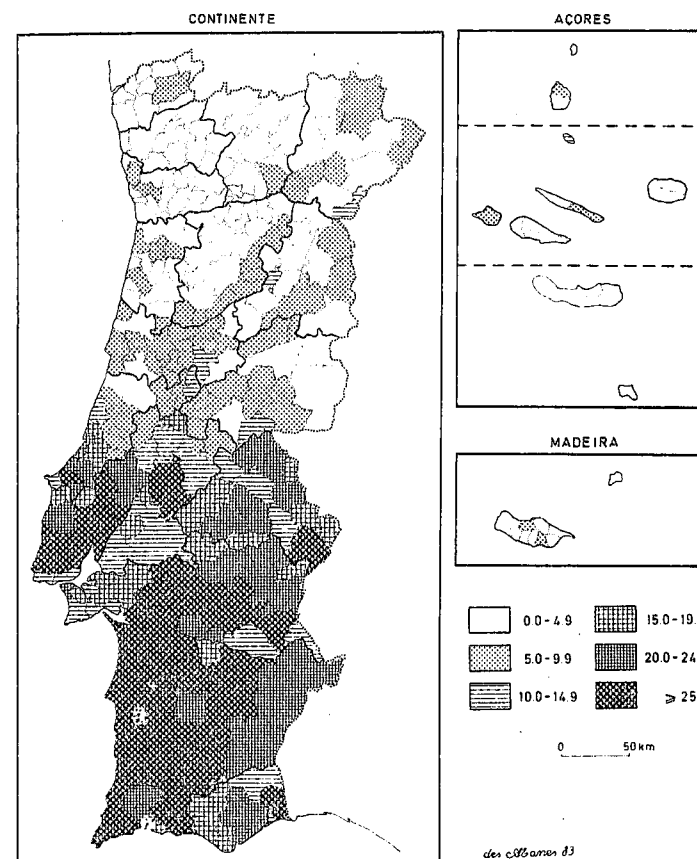 CONTINENTE
AÇORES
MADEIRA
0.0-4.9
15.0-19.
5.0-9.9
20.0-24
10.0-14.9
⩾ 25
0 50 km
des 83